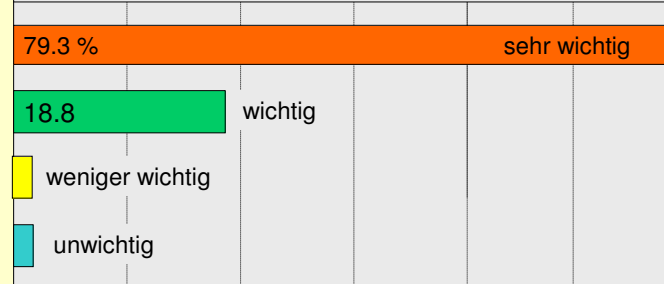 79.3 % sehr wichtig
18.8 wichtig
weniger wichtig
unwichtig